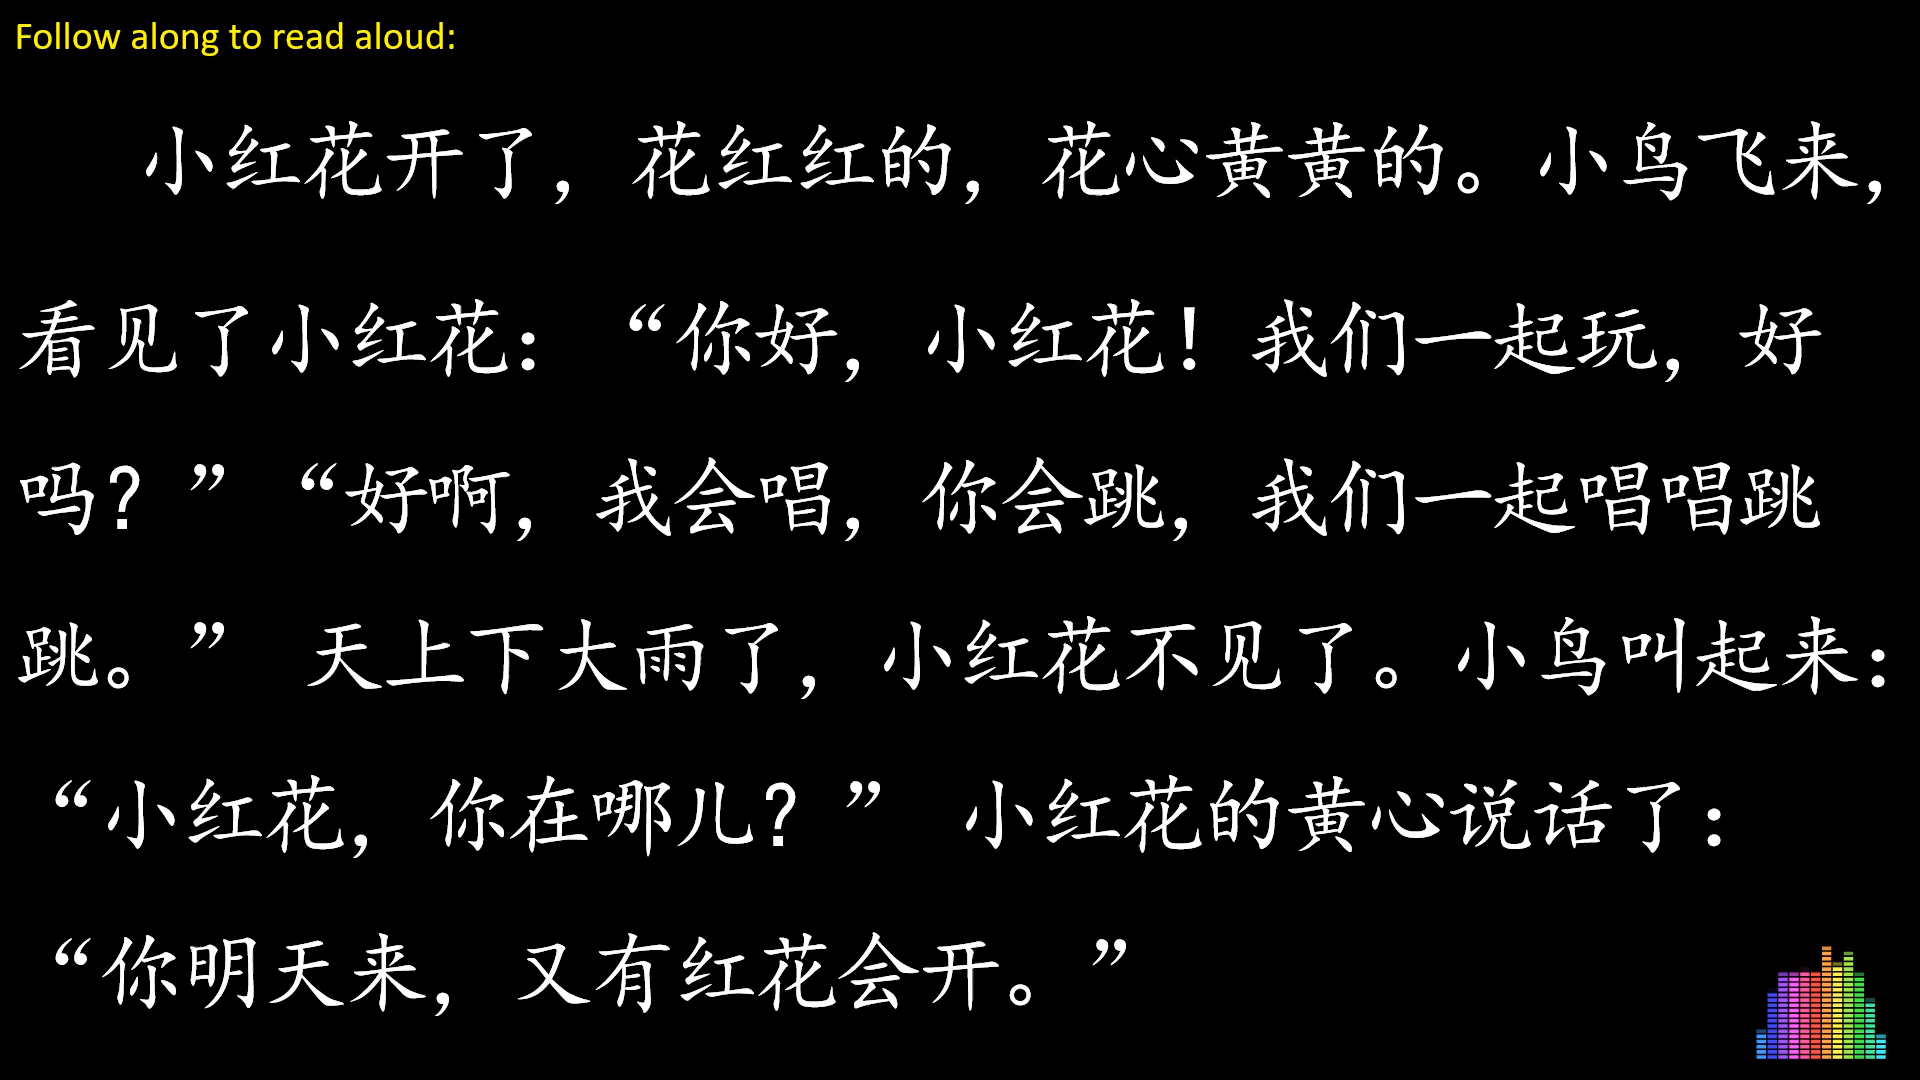 Follow along to read aloud:
小红花开了，花红红的，花心黄黄的。小鸟飞来，
看见了小红花：“你好，小红花！我们一起玩，好
吗？”“好啊，我会唱，你会跳，我们一起唱唱跳
跳。” 天上下大雨了，小红花不见了。小鸟叫起来：
“小红花，你在哪儿？” 小红花的黄心说话了：
“你明天来，又有红花会开。”